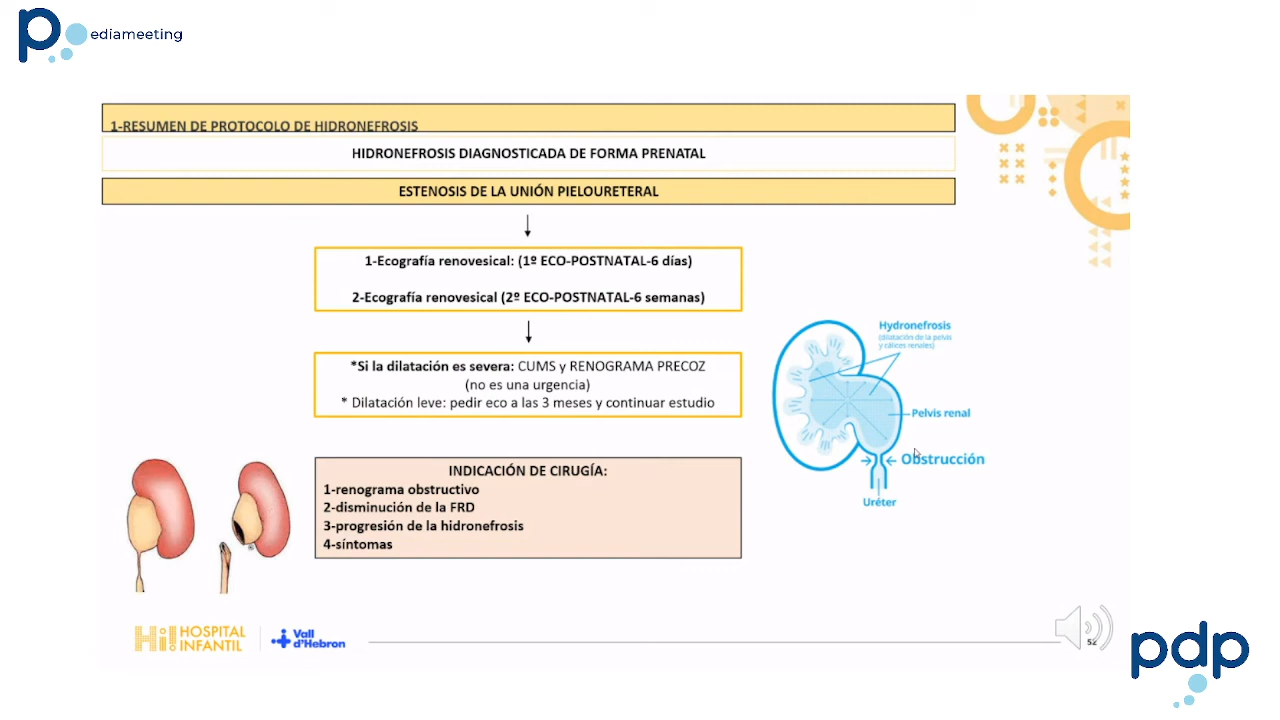 pediameeting
1-RESUMEN DE PROTOCOLO DE HIDRONEFROSIS
HIDRONEFROSIS DIAGNOSTICADA DE FORMA PRENATAL
ESTENOSIS DE LA UNIÓN PIELOURETERAL
1-Ecografía renovesical: (1º ECO-POSTNATAL-6 días)
2-Ecografía renovesical (2º ECO-POSTNATAL-6 semanas)
*Si la dilatación es severa: CUMS y RENOGRAMA PRECOZ
(no es una urgencia)
* Dilatación leve: pedir eco a las 3 meses y continuar estudio
Hydronefrosis
(dilatación de la pelvis
y cálices renales)
Pelvis renal
Obstrucción
Uréter
INDICACIÓN DE CIRUGÍA:
1-renograma obstructivo
2-disminución de la FRD
3-progresión de la hidronefrosis
4-síntomas
Hi! HOSPITAL
INFANTIL
Vall
d'Hebron
52
pdp